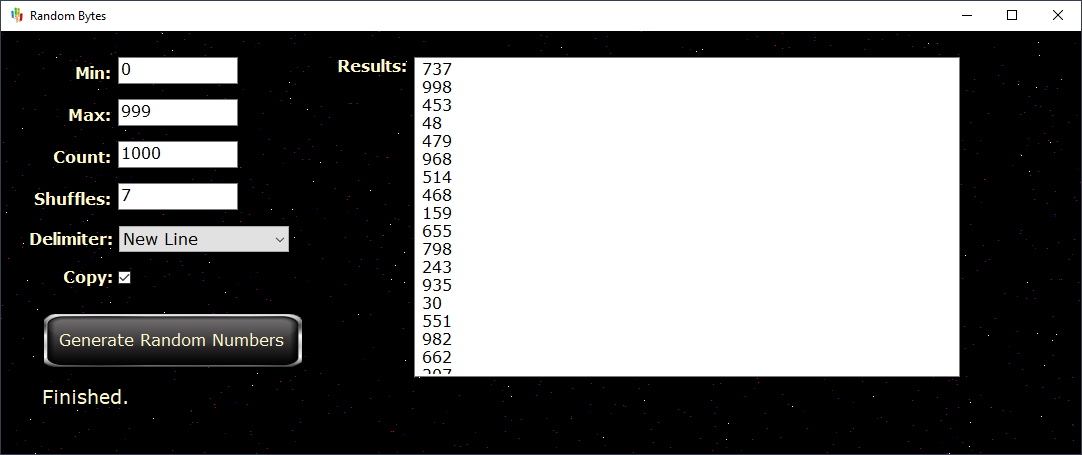 Random Bytes
Min: 0
Max: 999
Count: 1000
Shuffles: 7
Delimiter: New Line
Copy:
Generate Random Numbers
Finished.
Results:
737
998
453
48
479
968
514
468
159
655
798
243
935
30
551
982
662